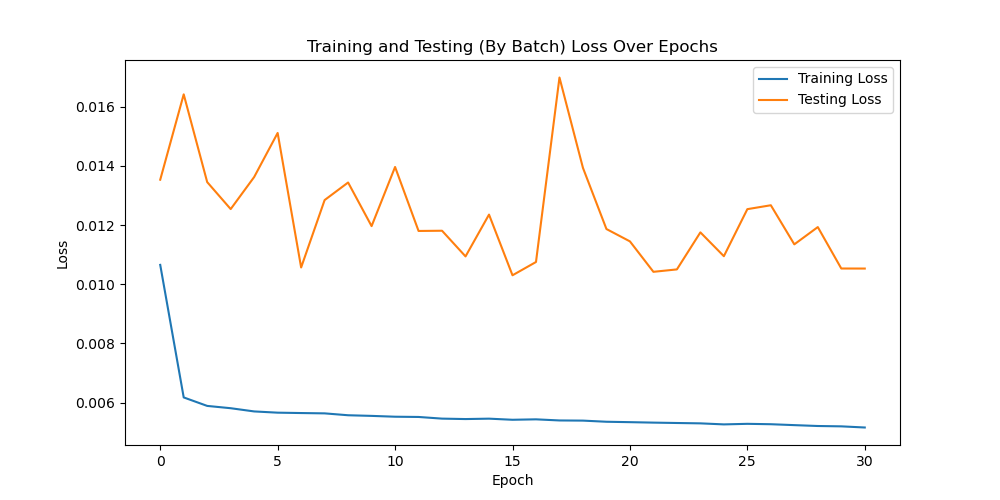 Training and Testing (By Batch) Loss Over Epochs
Training Loss
Testing Loss
0.016
0.014
0.012
0.010
0.008
0.006
Loss
0
5
10
15
20
25
30
Epoch